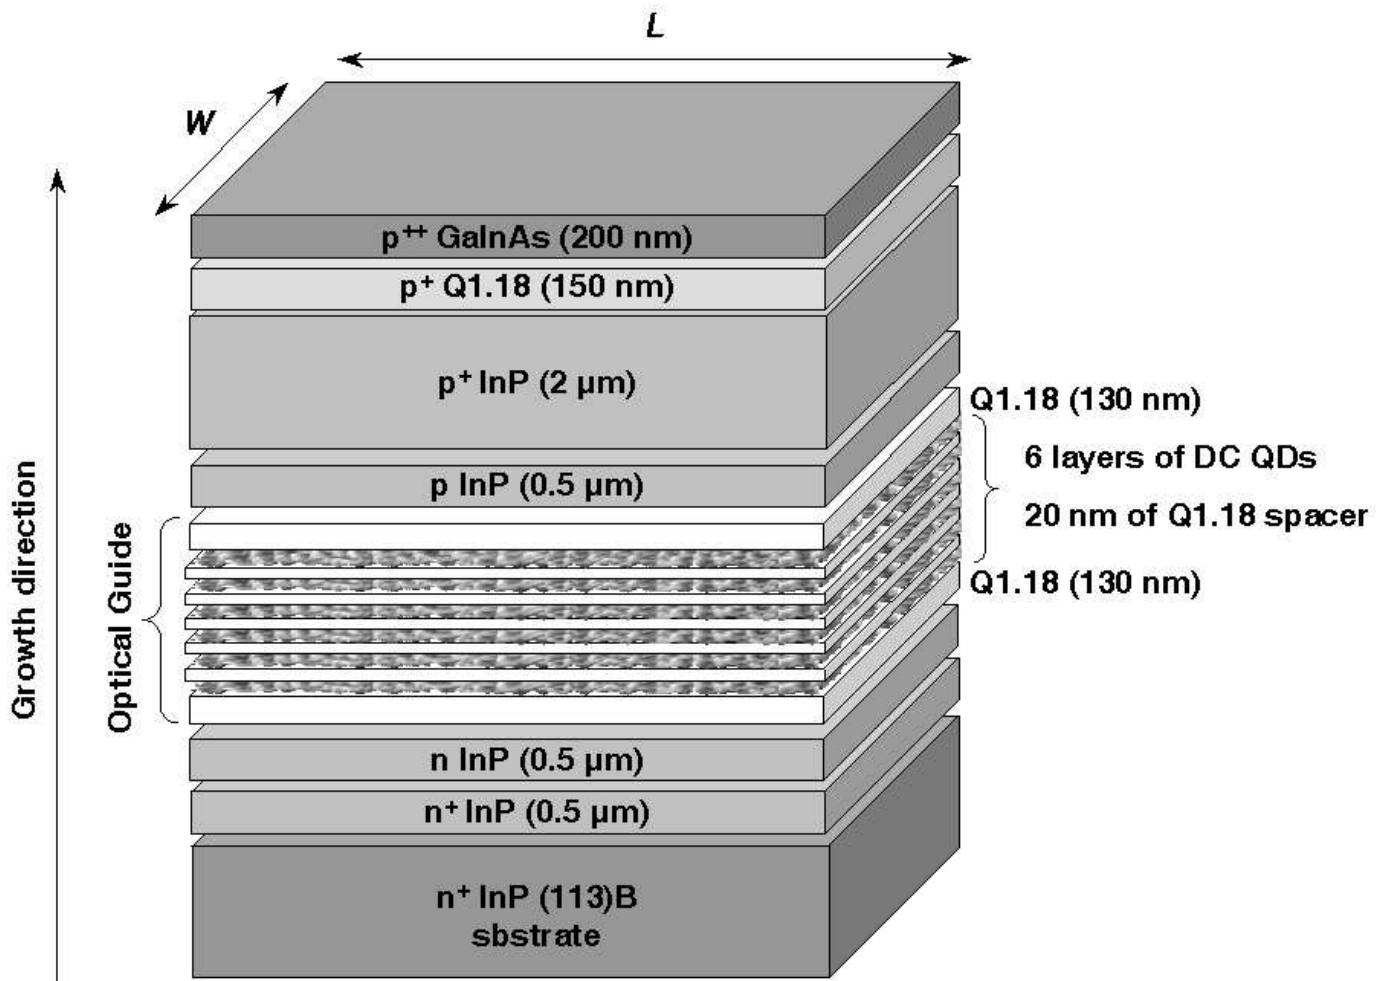 L
W
p++ GaInAs (200 nm)
p+ Q1.18 (150 nm)
p+ InP (2 µm)
p InP (0.5 µm)
Q1.18 (130 nm)
6 layers of DC QDs
20 nm of Q1.18 spacer
Q1.18 (130 nm)
Growth direction
Optical Guide
n InP (0.5 µm)
n+ InP (0.5 µm)
n+ InP (113)B
sbstrate